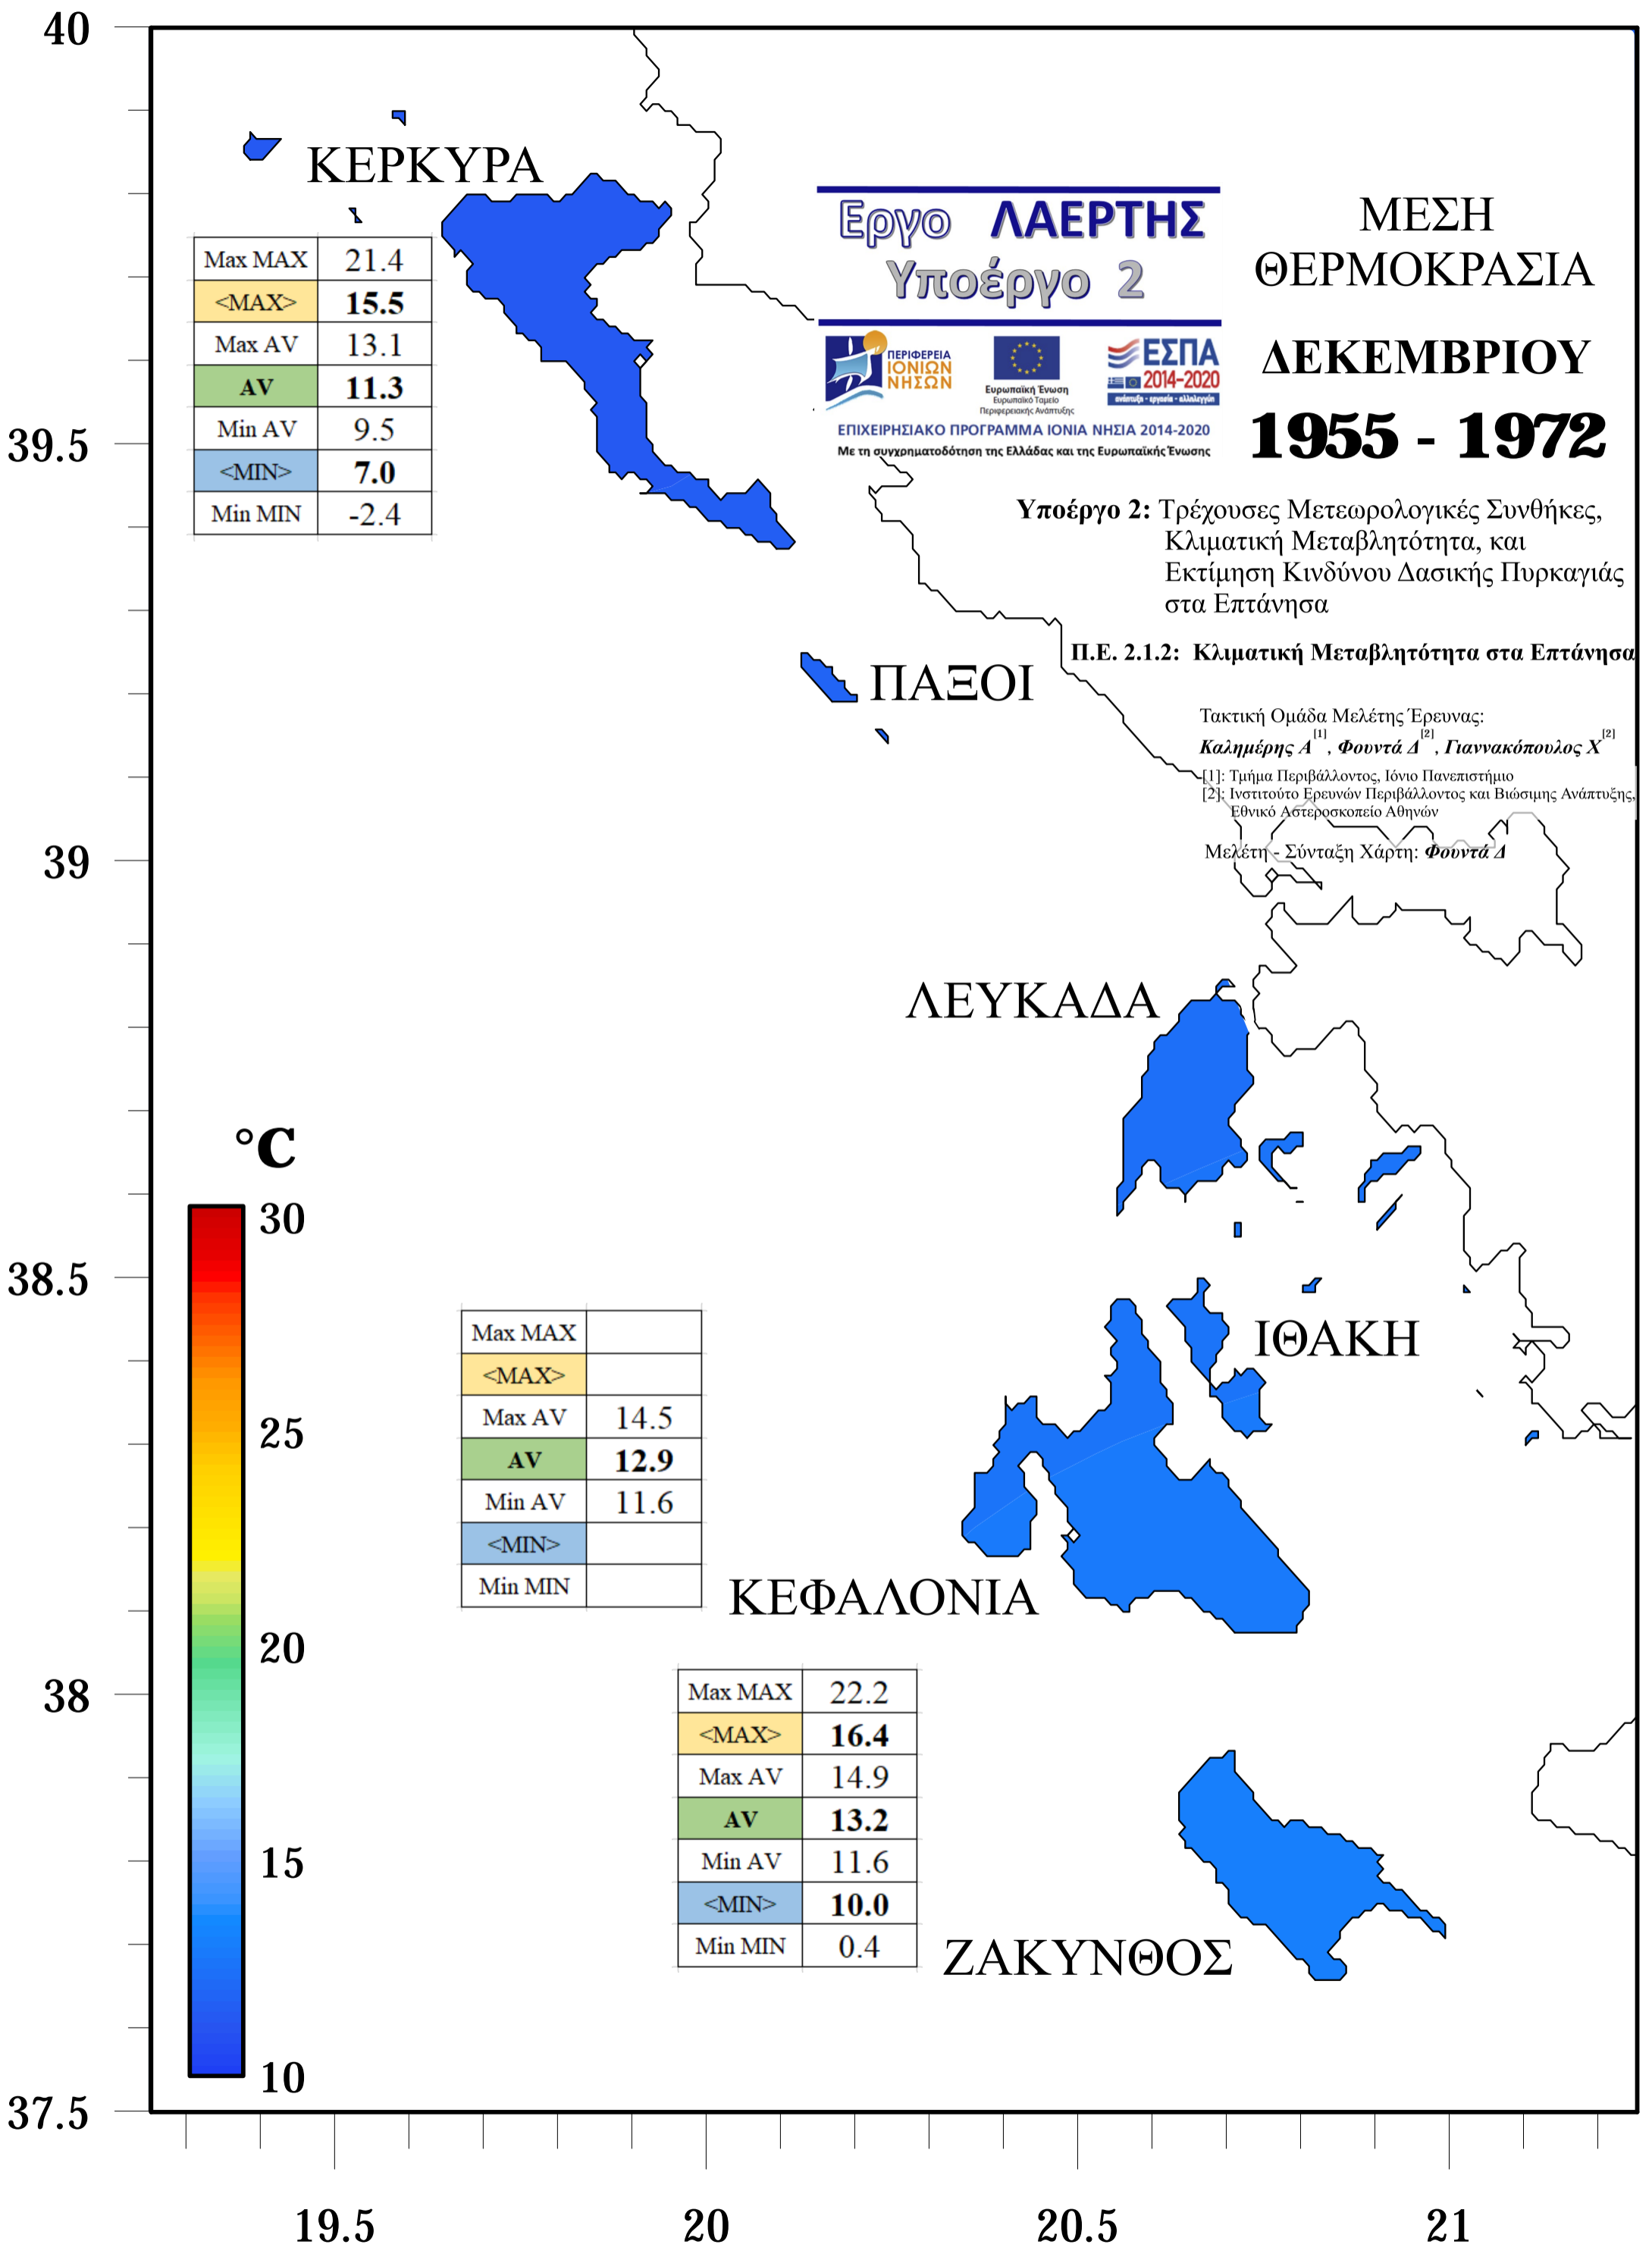 40
39.5
39
38.5
38
37.5
19.5
20
20.5
21
ΚΕΡΚΥΡΑ
Max MAX 21.4
<MAX> 15.5
Max AV 13.1
AV 11.3
Min AV 9.5
<MIN> 7.0
Min MIN -2.4
Εργο ΛΑΕΡΤΗΣ
Υποέργο 2
ΠΕΡΙΦΕΡΕΙΑ
ΙΟΝΙΩΝ
ΝΗΣΩΝ
Ευρωπαϊκή Ένωση
Ευρωπαϊκό Ταμείο
Περιφερειακής Ανάπτυξης
ΕΣΠΑ
2014-2020
ανάπτυξη - εργασία - αλληλεγγύη
ΕΠΙΧΕΙΡΗΣΙΑΚΟ ΠΡΟΓΡΑΜΜΑ ΙΟΝΙΑ ΝΗΣΙΑ 2014-2020
Με τη συγχρηματοδότηση της Ελλάδας και της Ευρωπαϊκής Ένωσης
ΜΕΣΗ
ΘΕΡΜΟΚΡΑΣΙΑ
ΔΕΚΕΜΒΡΙΟΥ
1955 - 1972
Υποέργο 2: Τρέχουσες Μετεωρολογικές Συνθήκες,
Κλιματική Μεταβλητότητα, και
Εκτίμηση Κινδύνου Δασικής Πυρκαγιάς
στα Επτάνησα
Π.Ε. 2.1.2: Κλιματική Μεταβλητότητα στα Επτάνησα
Τακτική Ομάδα Μελέτης Έρευνας:
Καλημέρης Α[1], Φουντά Δ[2], Γιαννακόπουλος Χ[2]
[1]: Τμήμα Περιβάλλοντος, Ιόνιο Πανεπιστήμιο
[2]: Ινστιτούτο Ερευνών Περιβάλλοντος και Βιώσιμης Ανάπτυξης,
Εθνικό Αστεροσκοπείο Αθηνών
Μελέτη - Σύνταξη Χάρτη: Φουντά Δ
ΠΑΞΟΙ
ΛΕΥΚΑΔΑ
ΙΘΑΚΗ
°C
30
25
20
15
10
Max MAX
<MAX>
Max AV 14.5
AV 12.9
Min AV 11.6
<MIN>
Min MIN
ΚΕΦΑΛΟΝΙΑ
Max MAX 22.2
<MAX> 16.4
Max AV 14.9
AV 13.2
Min AV 11.6
<MIN> 10.0
Min MIN 0.4
ΖΑΚΥΝΘΟΣ